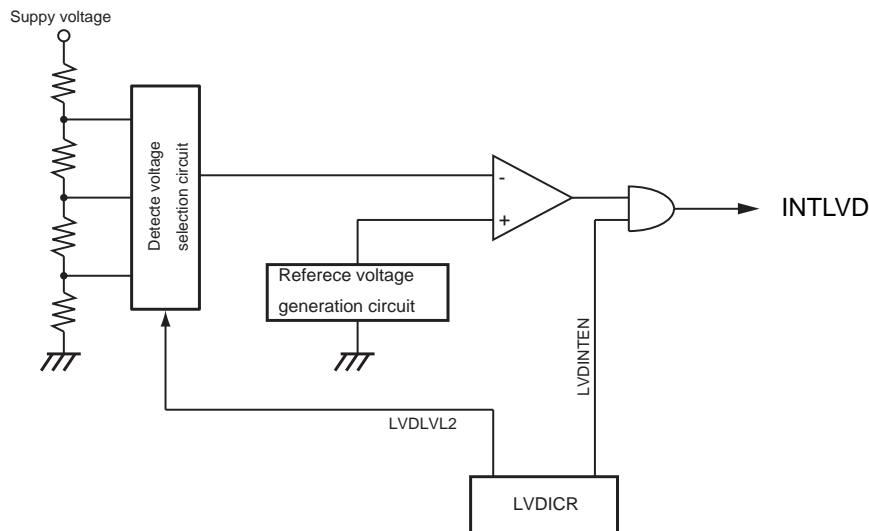 Suppy voltage
Detecte voltage
selection circuit
-
+
INTLVD
Referece voltage
generation circuit
LVDINTEN
LVDLVL2
LVDICR